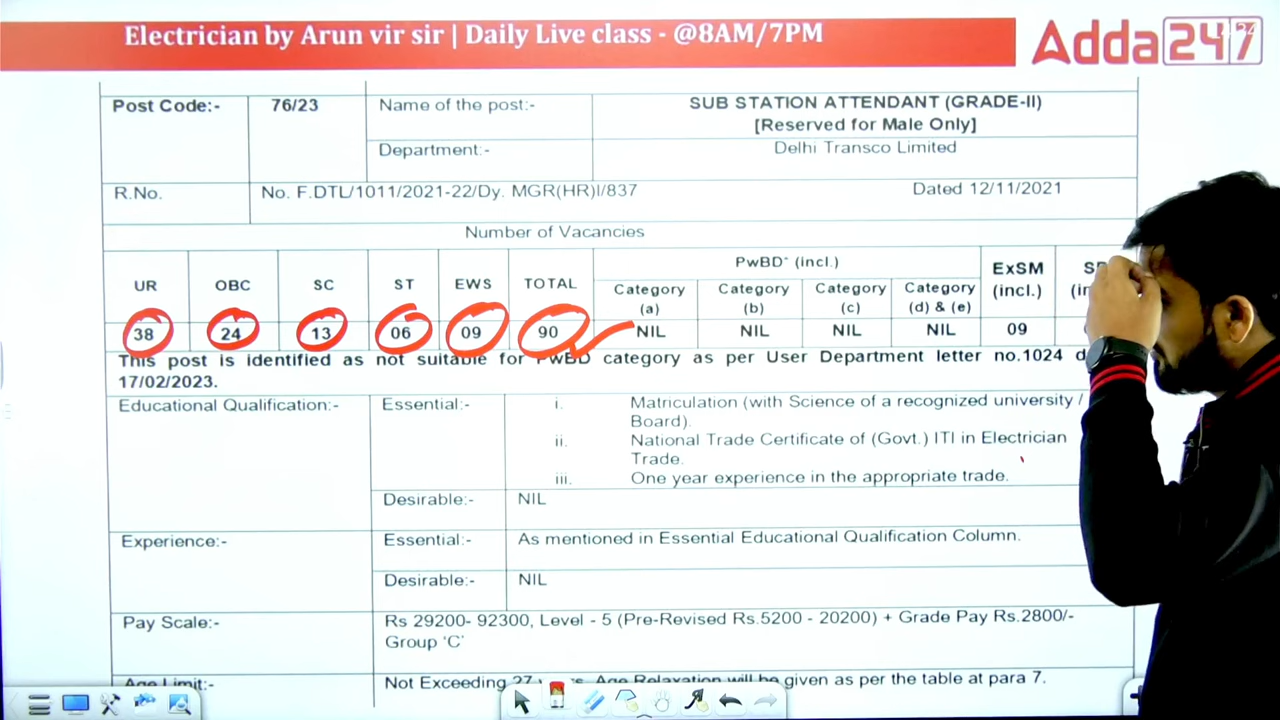 Electrician by Arun vir sir | Daily Live class - @8AM/7PM
Adda247
Post Code:- 76/23 Name of the post:- SUB STATION ATTENDANT (GRADE-II)
[Reserved for Male Only]
Department:- Delhi Transco Limited
R.No. No. F.DTL/1011/2021-22/Dy. MGR(HR)I/837 Dated 12/11/2021
Number of Vacancies
UR OBC SC ST EWS TOTAL PwBD* (incl.) ExSM (incl.)
Category (a) Category (b) Category (c) Category (d) & (e)
38 24 13 06 09 90 NIL NIL NIL NIL 09
This post is identified as not suitable for PwBD category as per User Department letter no.1024
17/02/2023.
Educational Qualification:- Essential:- i. Matriculation (with Science of a recognized university /
Board).
ii. National Trade Certificate of (Govt.) ITI in Electrician
Trade.
iii. One year experience in the appropriate trade.
Desirable:- NIL
Experience:- Essential:- As mentioned in Essential Educational Qualification Column.
Desirable:- NIL
Pay Scale:- Rs 29200- 92300, Level - 5 (Pre-Revised Rs.5200 - 20200) + Grade Pay Rs.2800/-
Group ‘C’
Age Limit:- Not Exceeding 27 Age Relaxation will be given as per the table at para 7.